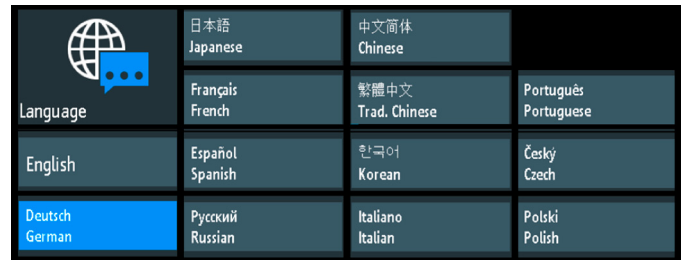 Language
English
Deutsch
German
日本語
Japanese
Français
French
Español
Spanish
Русский
Russian
中文简体
Chinese
繁體中文
Trad. Chinese
한국어
Korean
Italiano
Italian
Português
Portuguese
Český
Czech
Polski
Polish